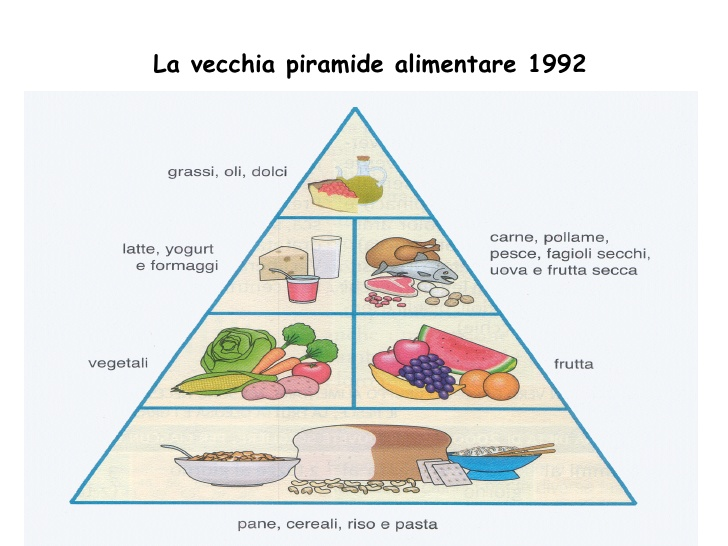 La vecchia piramide alimentare 1992
grassi, oli, dolci
latte, yogurt
e formaggi
carne, pollame,
pesce, fagioli secchi,
uova e frutta secca
vegetali
frutta
pane, cereali, riso e pasta